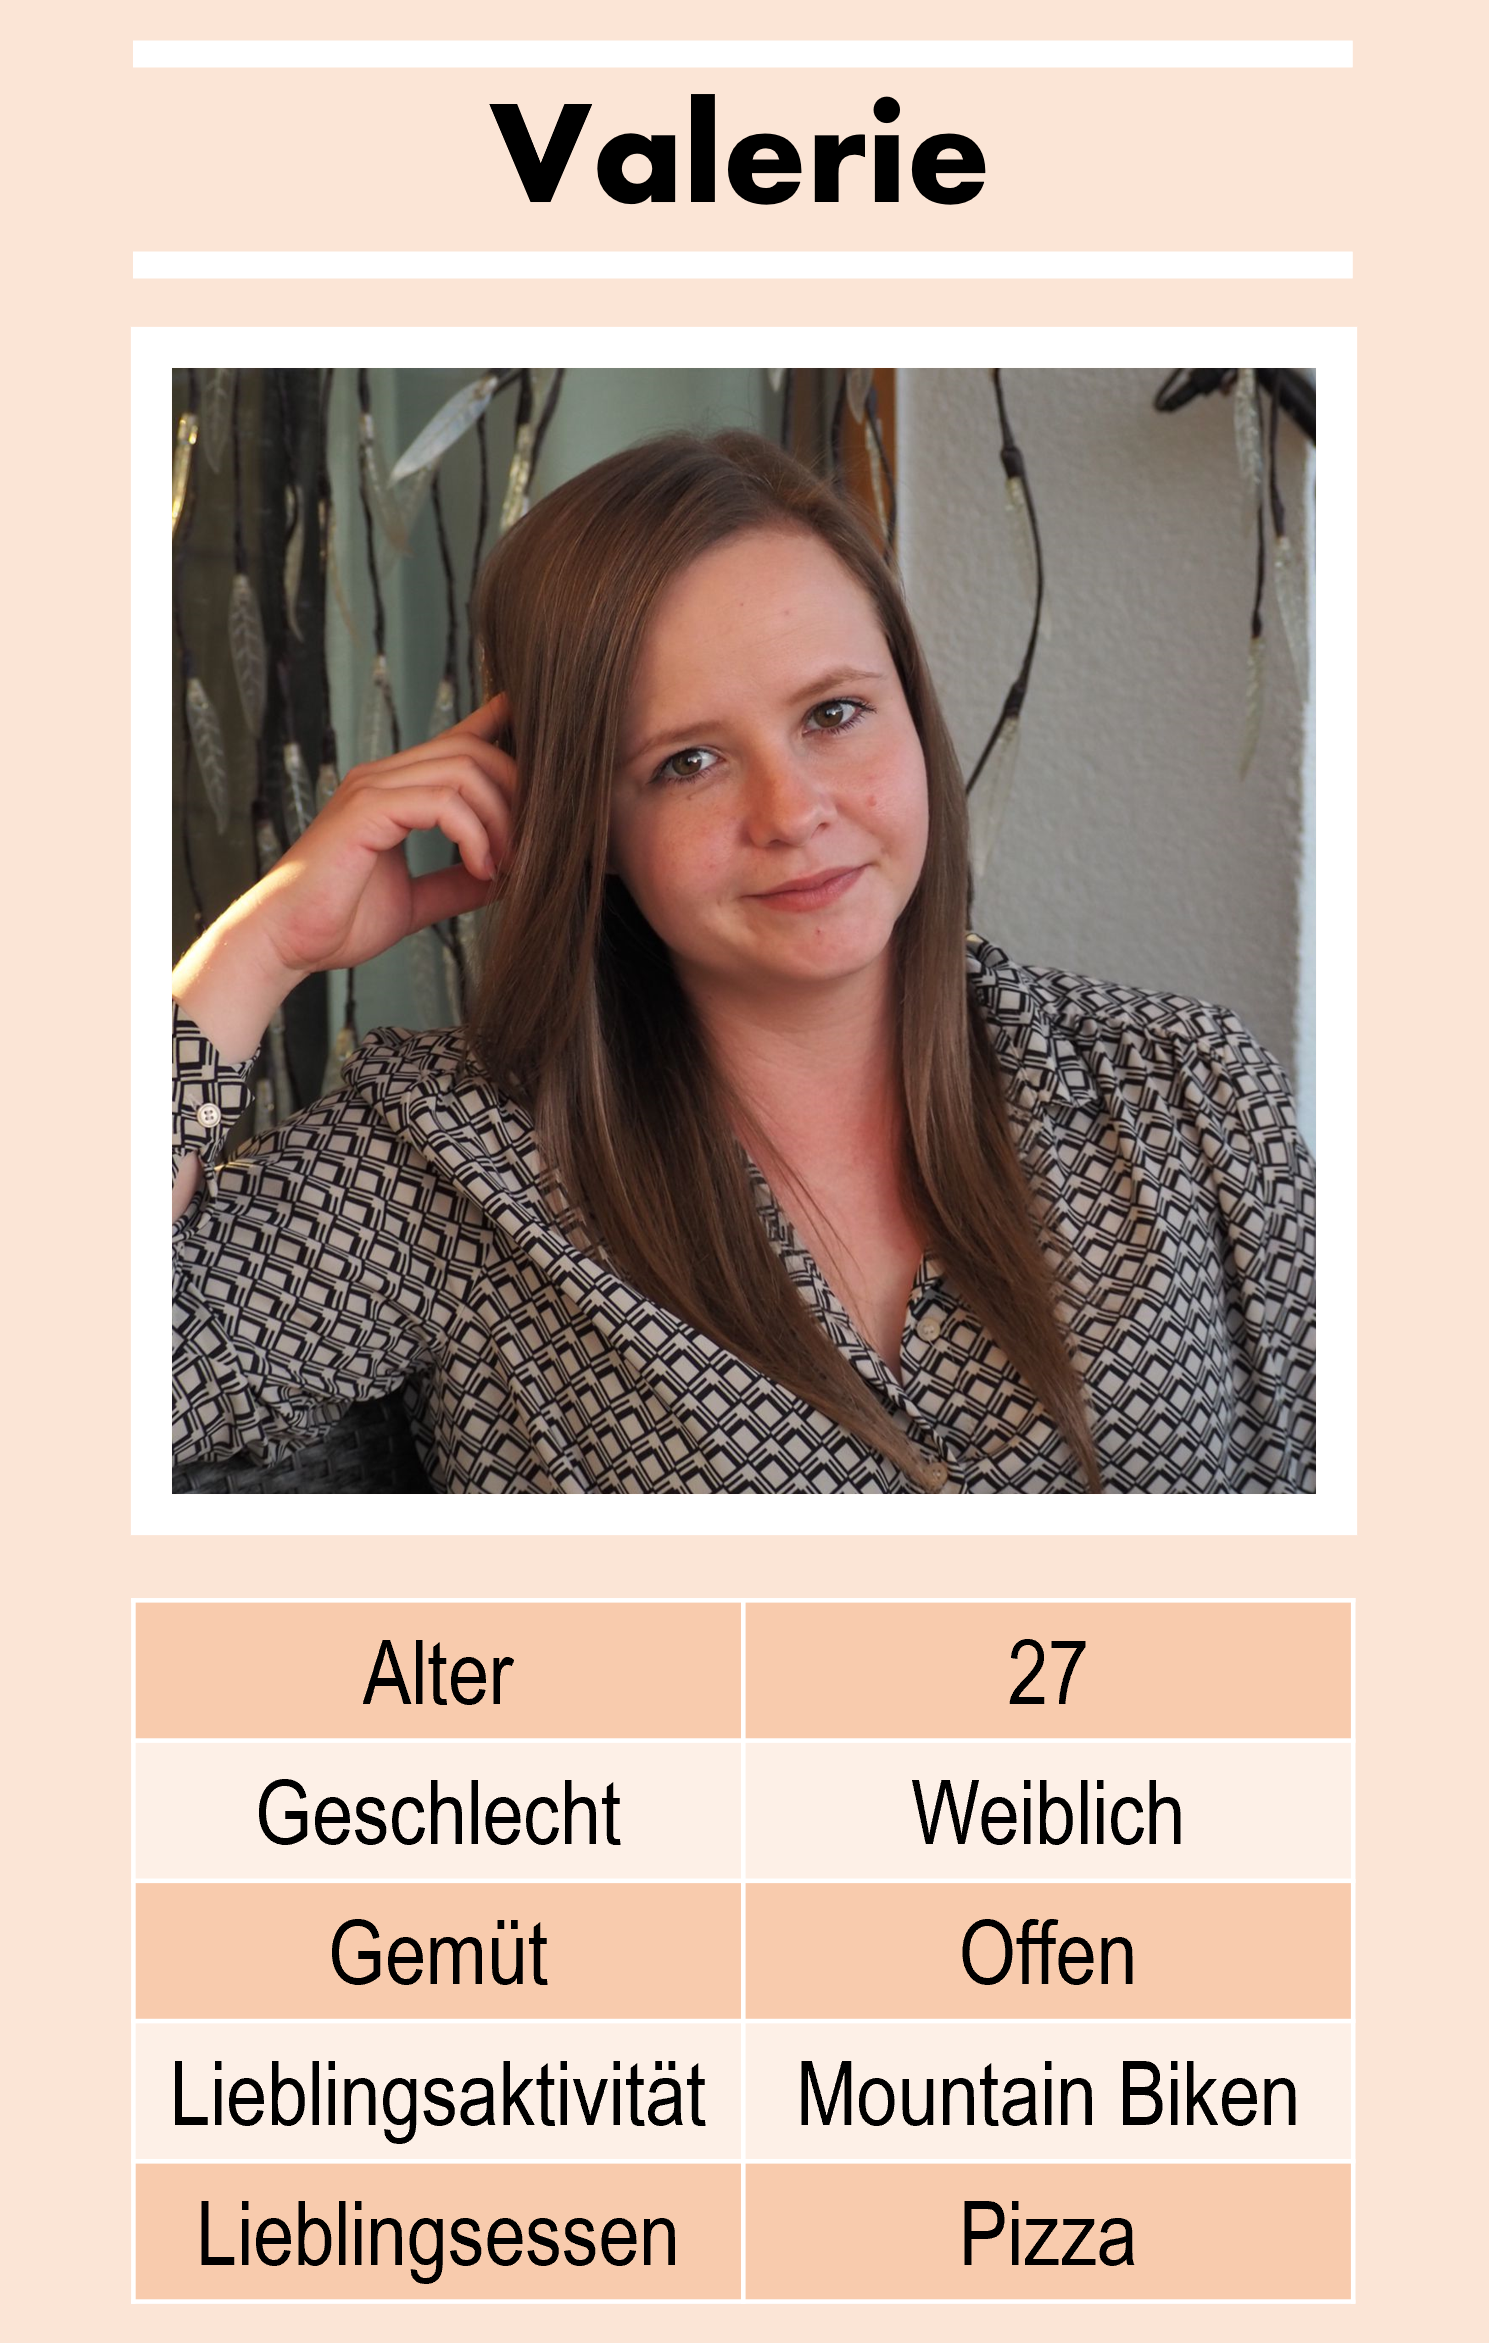 Valerie
Alter 27
Geschlecht Weiblich
Gemüt Offen
Lieblingsaktivität Mountain Biken
Lieblingsessen Pizza